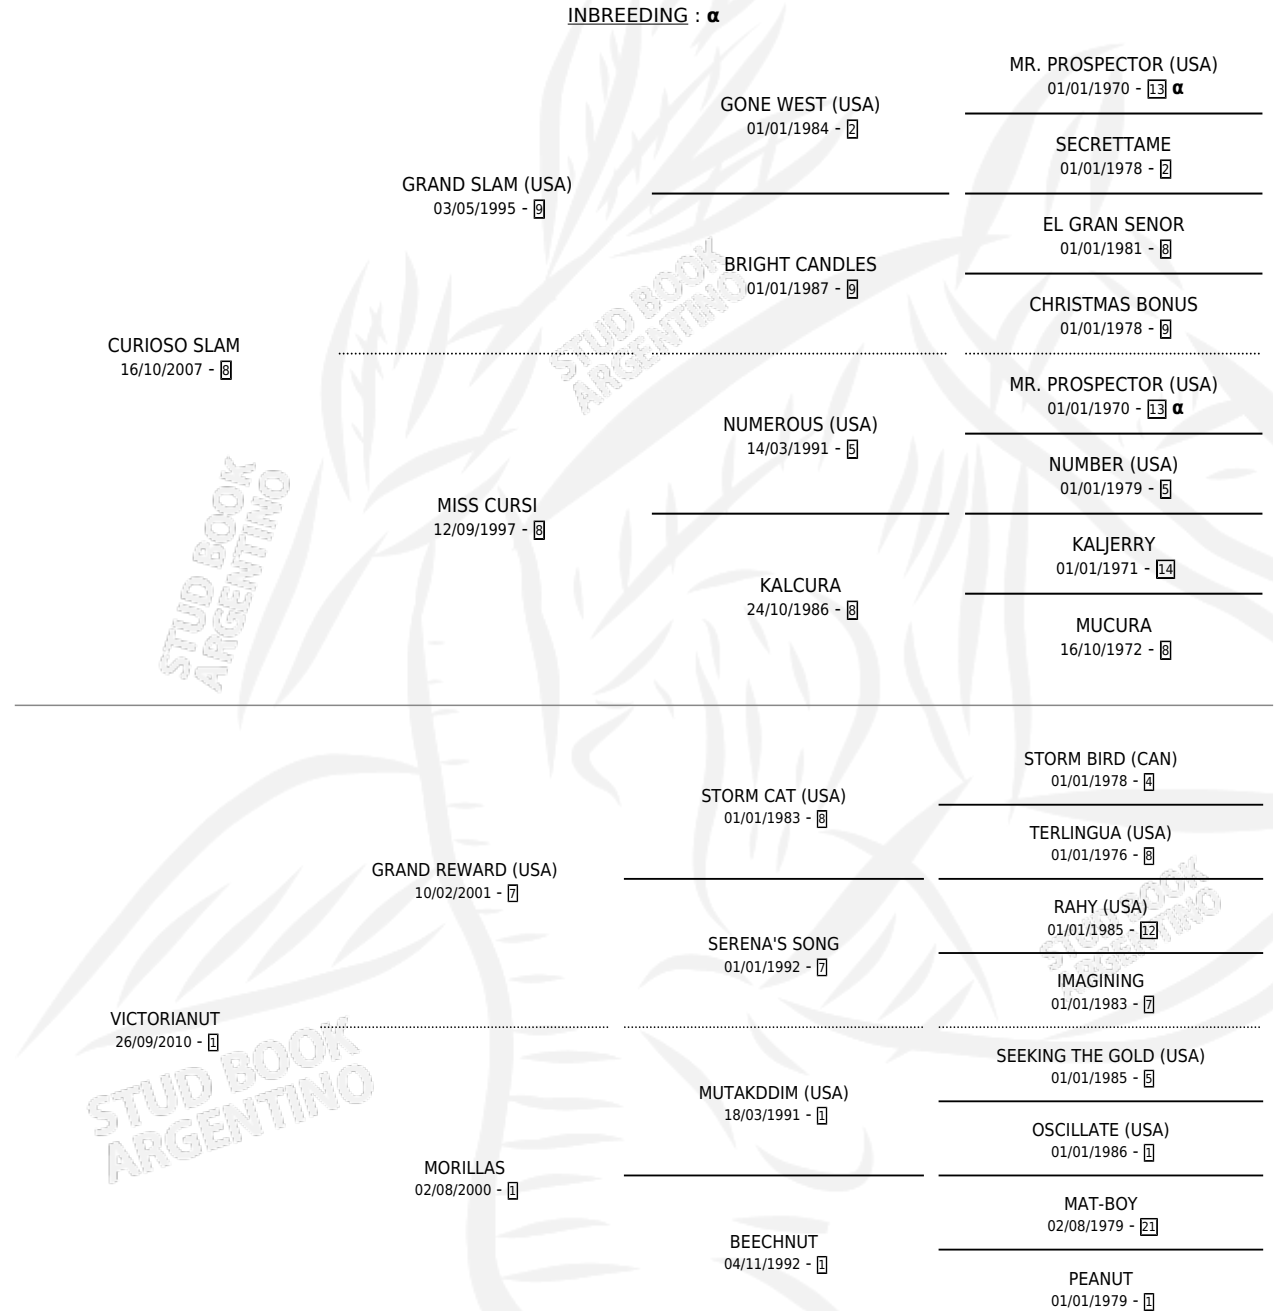 INBREEDING : α
MR. PROSPECTOR (USA)
01/01/1970 - 13 α
GONE WEST (USA)
01/01/1984 - 2
SECRETTAME
01/01/1978 - 2
GRAND SLAM (USA)
03/05/1995 - 9
EL GRAN SENOR
01/01/1981 - 8
BRIGHT CANDLES
01/01/1987 - 9
CHRISTMAS BONUS
01/01/1978 - 9
CURIOSO SLAM
16/10/2007 - 8
MR. PROSPECTOR (USA)
01/01/1970 - 13 α
NUMEROUS (USA)
14/03/1991 - 5
NUMBER (USA)
01/01/1979 - 5
MISS CURSI
12/09/1997 - 8
KALJERRY
01/01/1971 - 14
KALCURA
24/10/1986 - 8
MUCURA
16/10/1972 - 8
STORM BIRD (CAN)
01/01/1978 - 4
STORM CAT (USA)
01/01/1983 - 8
TERLINGUA (USA)
01/01/1976 - 8
GRAND REWARD (USA)
10/02/2001 - 7
RAHY (USA)
01/01/1985 - 12
SERENA'S SONG
01/01/1992 - 7
IMAGINING
01/01/1983 - 7
VICTORIANUT
26/09/2010 - 1
SEEKING THE GOLD (USA)
01/01/1985 - 5
MUTAKDDIM (USA)
18/03/1991 - 1
OSCILLATE (USA)
01/01/1986 - 1
MORILLAS
02/08/2000 - 1
MAT-BOY
02/08/1979 - 21
BEECHNUT
04/11/1992 - 1
PEANUT
01/01/1979 - 1
STUD BOOK
ARGENTINO
STUD BOOK
ARGENTINO
STUD BOOK
ARGENTINO
STUD BOOK
ARGENTINO